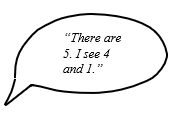 “There are
5. I see 4
and 1.”